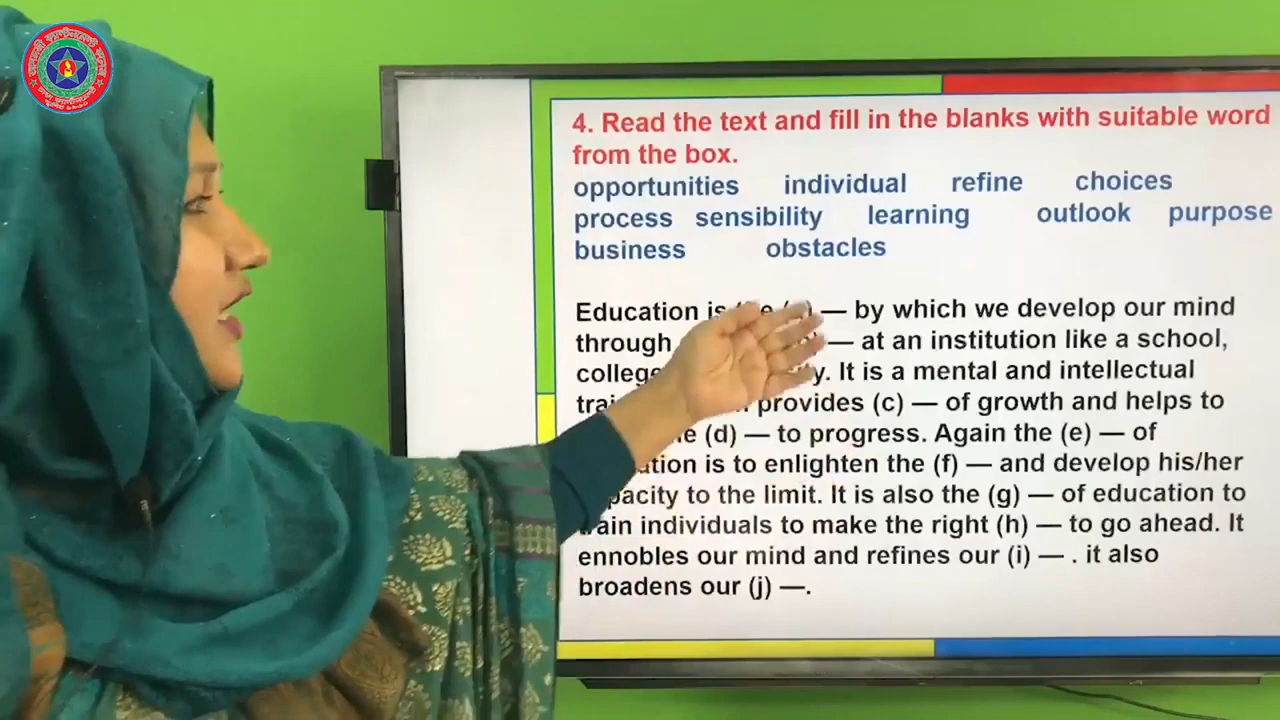 4. Read the text and fill in the blanks with suitable word
from the box.
opportunities individual refine choices
process sensibility learning outlook purpose
business obstacles
Education is — by which we develop our mind
through — at an institution like a school,
It is a mental and intellectual
provides (c) — of growth and helps to
(d) — to progress. Again the (e) — of
is to enlighten the (f) — and develop his/her
to the limit. It is also the (g) — of education to
individuals to make the right (h) — to go ahead. It
ennobles our mind and refines our (i) — . it also
broadens our (j) —.